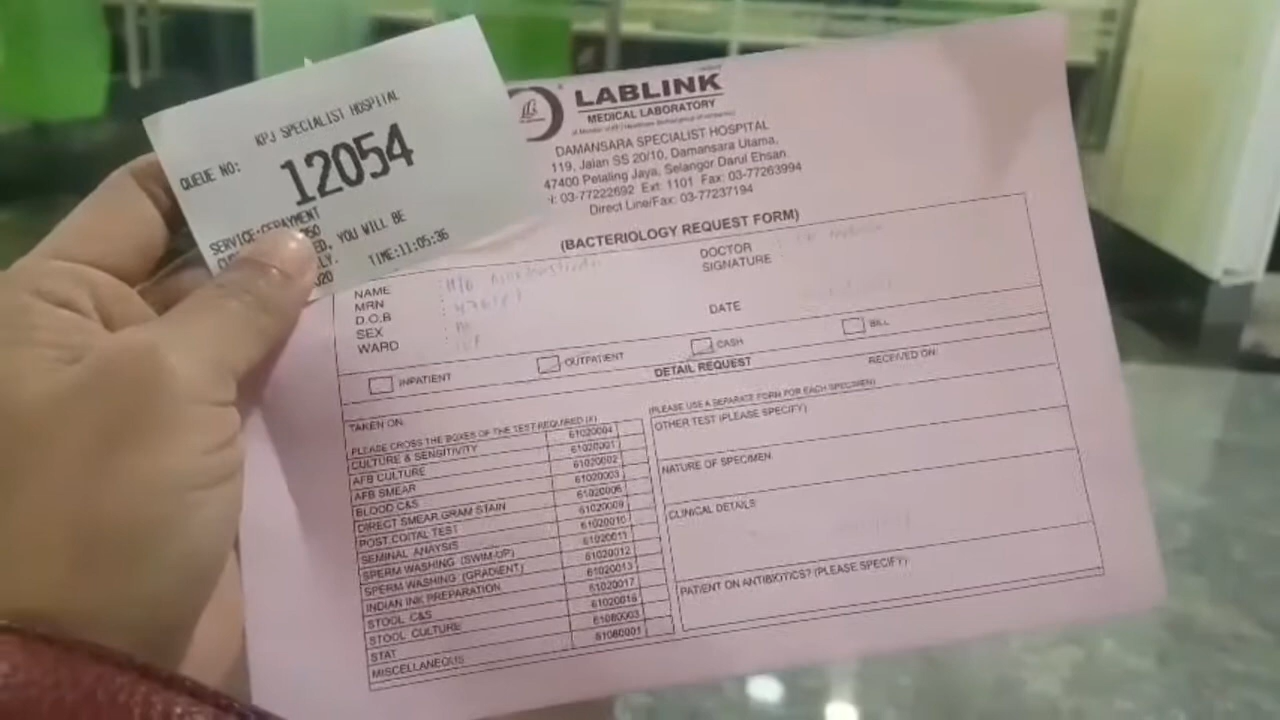 KPJ SPECIALIST HOSPITAL
QUEUE NO:
12054
SERVICE:
ED, YOU WILL BE
LY.
TIME:11:05:36
LABLINK
MEDICAL LABORATORY
DAMANSARA SPECIALIST HOSPITAL
119, Jalan SS 20/10, Damansara Utama,
47400 Petaling Jaya, Selangor Darul Ehsan.
03-77222692 Ext: 1101 Fax: 03-77263994
Direct Line/Fax: 03-77237194
(BACTERIOLOGY REQUEST FORM)
NAME :
MRN :
D.O.B :
SEX :
WARD :
DOCTOR
SIGNATURE
DATE
INPATIENT
OUTPATIENT
CASH
BILL
DETAIL REQUEST
TAKEN ON:
RECEIVED ON:
PLEASE CROSS THE BOXES OF THE TEST REQUIRED (X)
(PLEASE USE A SEPARATE FORM FOR EACH SPECIMEN)
CULTURE & SENSITIVITY 61020004
AFB CULTURE 61020001
AFB SMEAR 61020002
BLOOD C&S 61020003
DIRECT SMEAR GRAM STAIN 61020006
POST COITAL TEST 61020009
SEMINAL ANAYSIS 61020010
SPERM WASHING (SWIM-UP) 61020011
SPERM WASHING (GRADIENT) 61020012
INDIAN INK PREPARATION 61020013
STOOL C&S 61020017
STOOL CULTURE 61020016
STAT 61080003
MISCELLANEOUS 61080001
OTHER TEST (PLEASE SPECIFY)
NATURE OF SPECIMEN
CLINICAL DETAILS
PATIENT ON ANTIBIOTICS? (PLEASE SPECIFY)